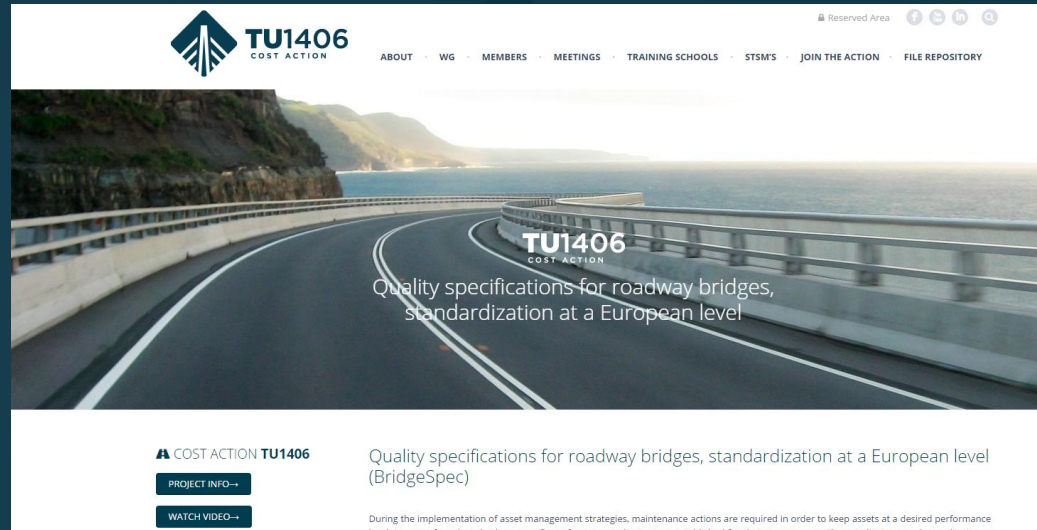 TU1406
COST ACTION
Reserved Area
ABOUT · WG · MEMBERS · MEETINGS · TRAINING SCHOOLS · STSM'S · JOIN THE ACTION · FILE REPOSITORY
TU1406
COST ACTION
Quality specifications for roadway bridges,
standardization at a European level
COST ACTION TU1406
PROJECT INFO→
WATCH VIDEO→
Quality specifications for roadway bridges, standardization at a European level
(BridgeSpec)
During the implementation of asset management strategies, maintenance actions are required in order to keep assets at a desired performance